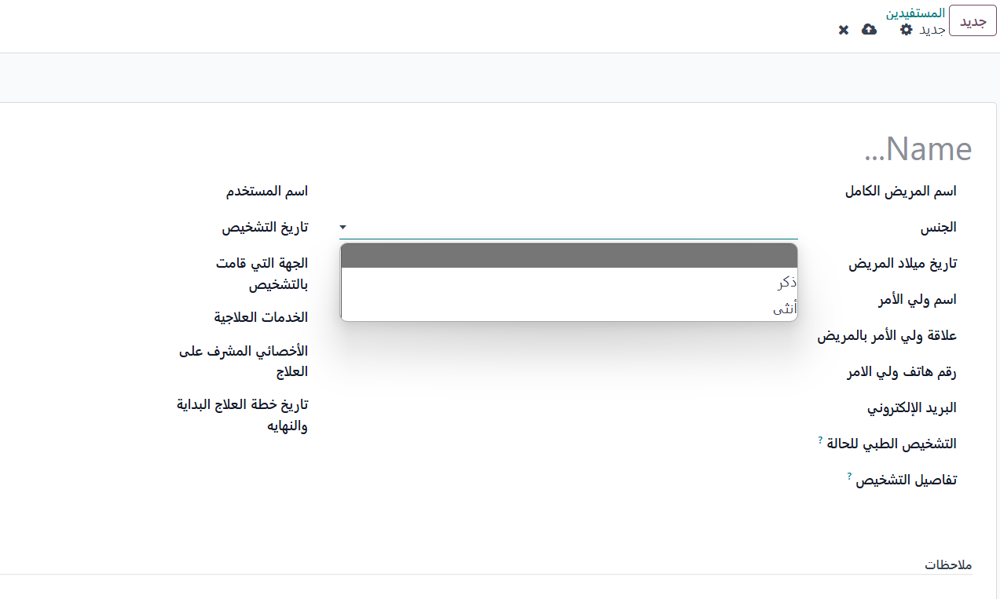 جديد
المستفيدين
جديد
Name...
اسم المريض الكامل
الجنس
تاريخ ميلاد المريض
اسم ولي الأمر
علاقة ولي الأمر بالمريض
رقم هاتف ولي الامر
البريد الإلكتروني
التشخيص الطبي للحالة ?
تفاصيل التشخيص ?
ذكر
أنثى
اسم المستخدم
تاريخ التشخيص
الجهة التي قامت
بالتشخيص
الخدمات العلاجية
الأخصائي المشرف على
العلاج
تاريخ خطة العلاج البداية
والنهايه
ملاحظات